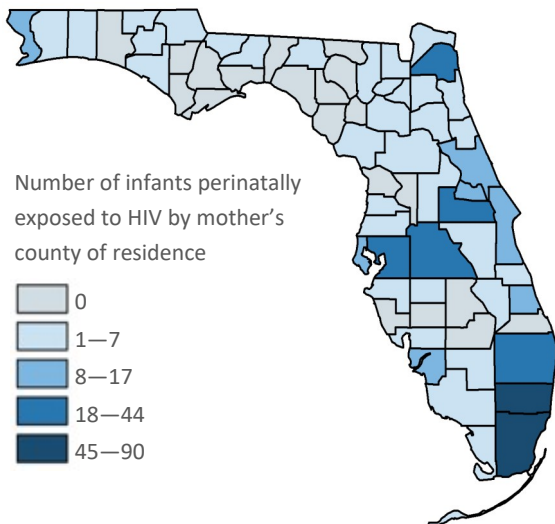 Number of infants perinatally
exposed to HIV by mother’s
county of residence
0
1—7
8—17
18—44
45—90